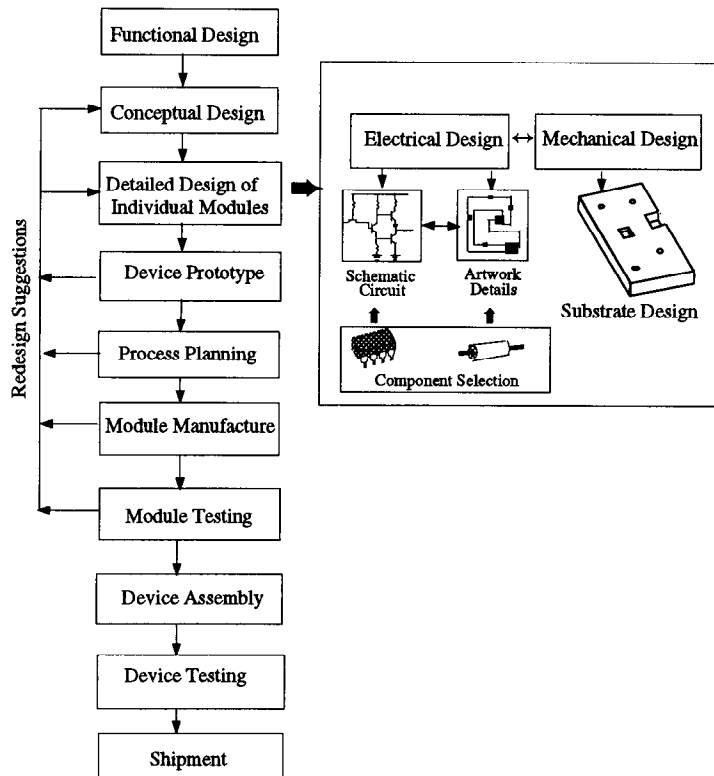 Functional Design
Conceptual Design
Detailed Design of
Individual Modules
Device Prototype
Process Planning
Module Manufacture
Module Testing
Device Assembly
Device Testing
Shipment
Redesign Suggestions
Electrical Design
Mechanical Design
Schematic
Circuit
Artwork
Details
Substrate Design
Component Selection